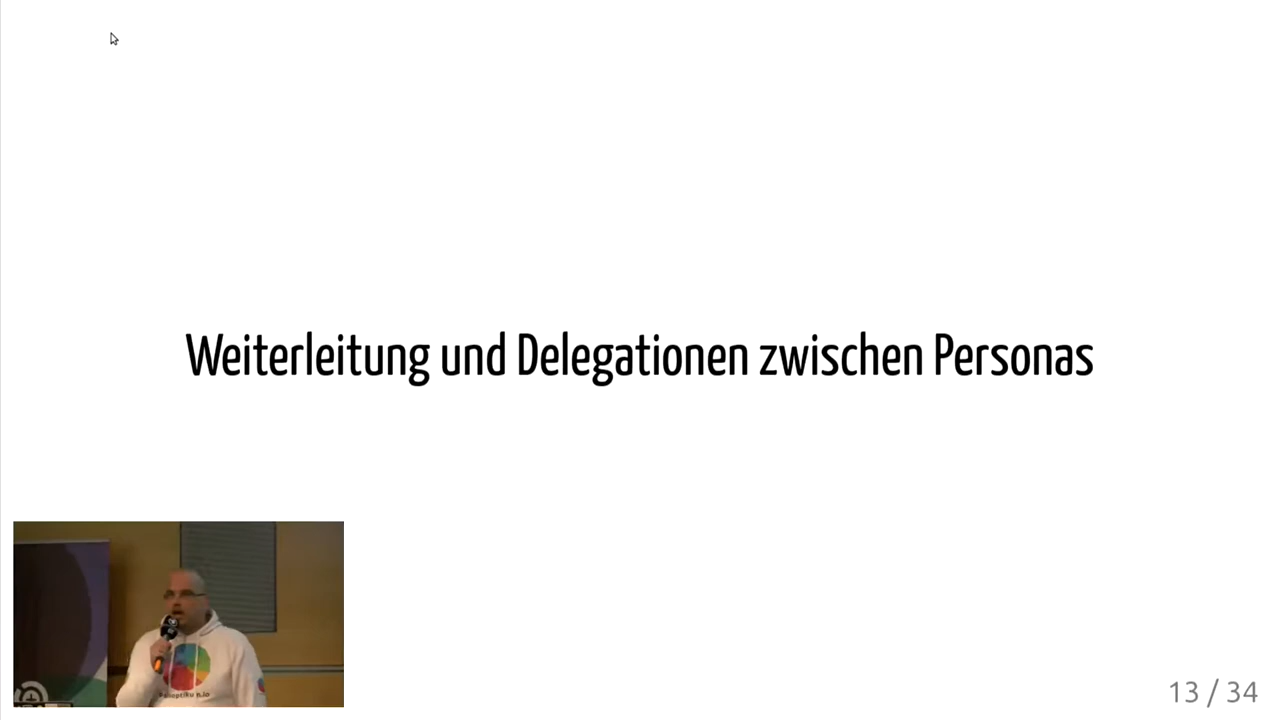 Weiterleitung und Delegationen zwischen Personas
13 / 34